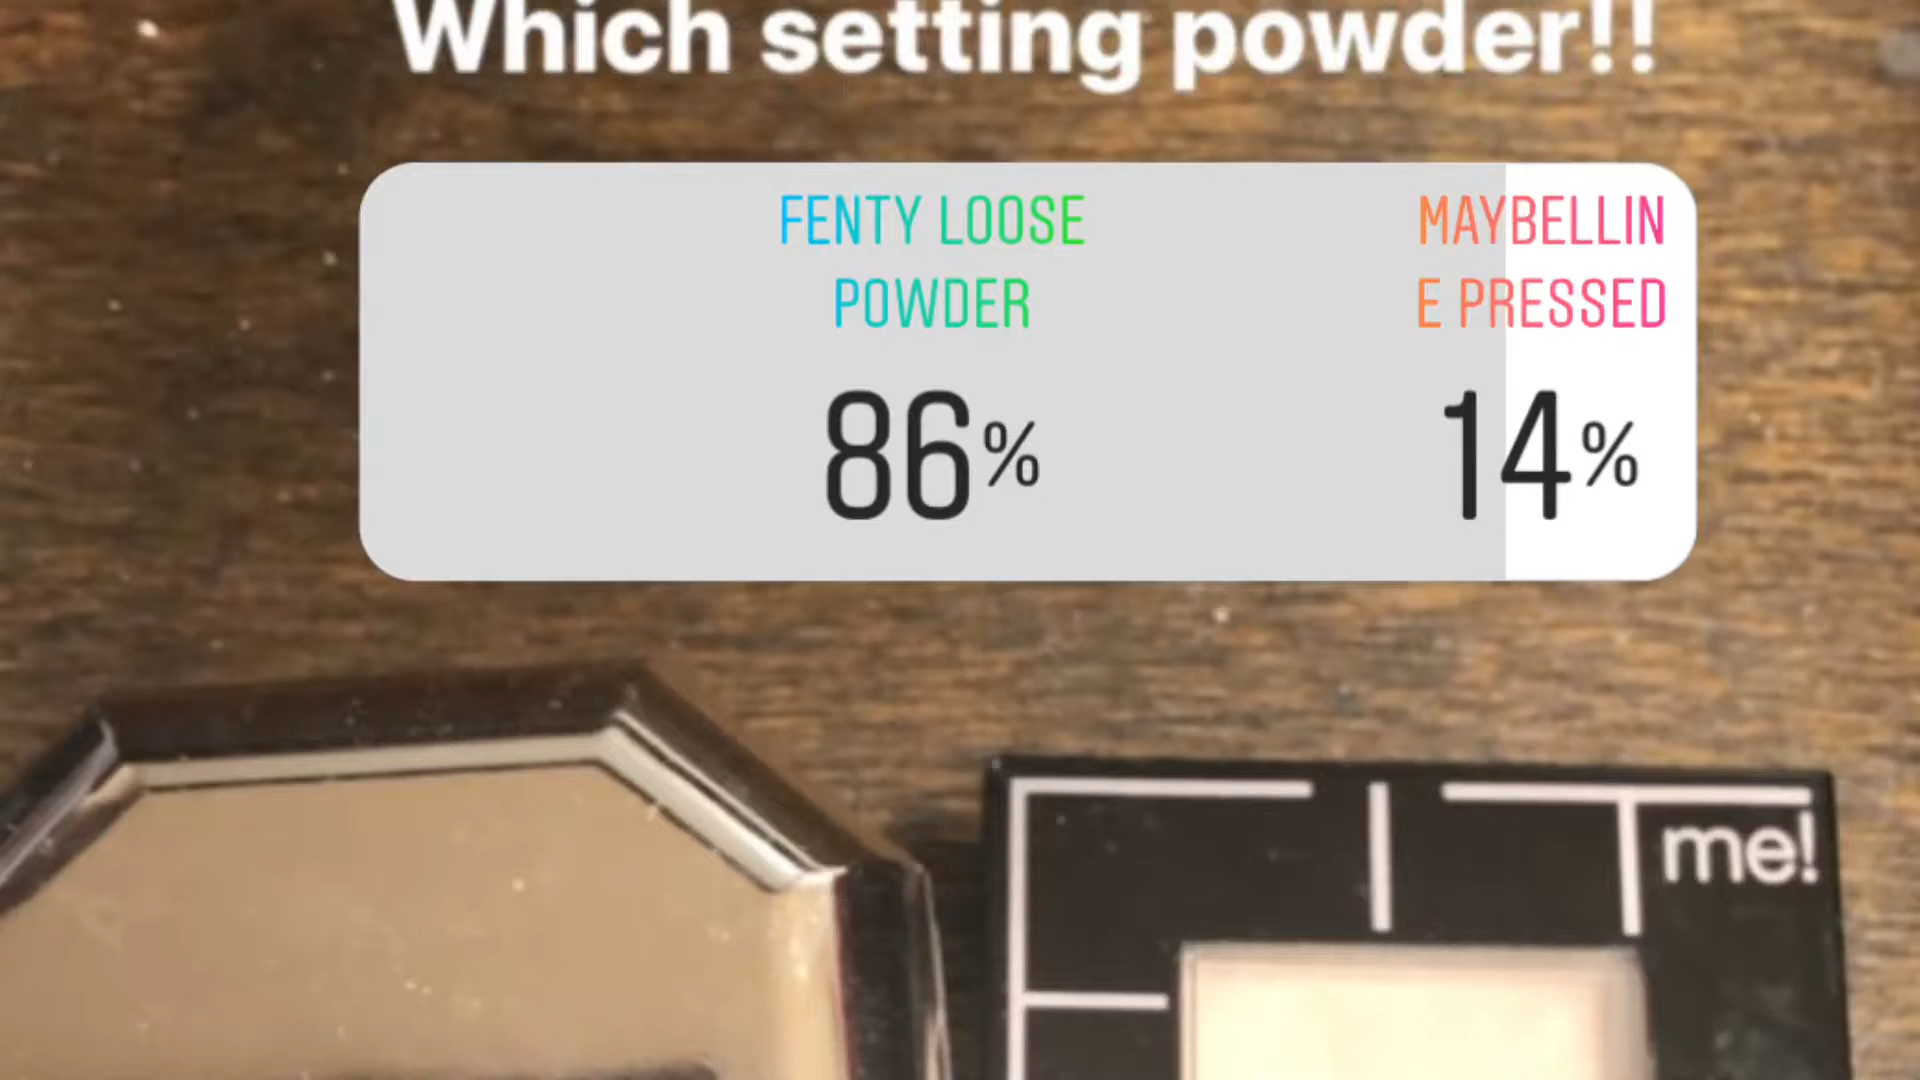 Which setting powder!!
FENTY LOOSE
POWDER
86%
MAYBELLIN
E PRESSED
14%
me!